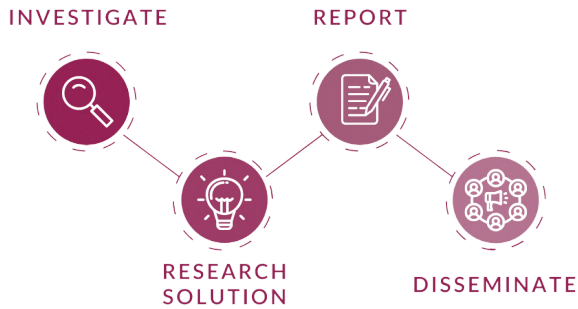 INVESTIGATE
REPORT
RESEARCH
SOLUTION
DISSEMINATE